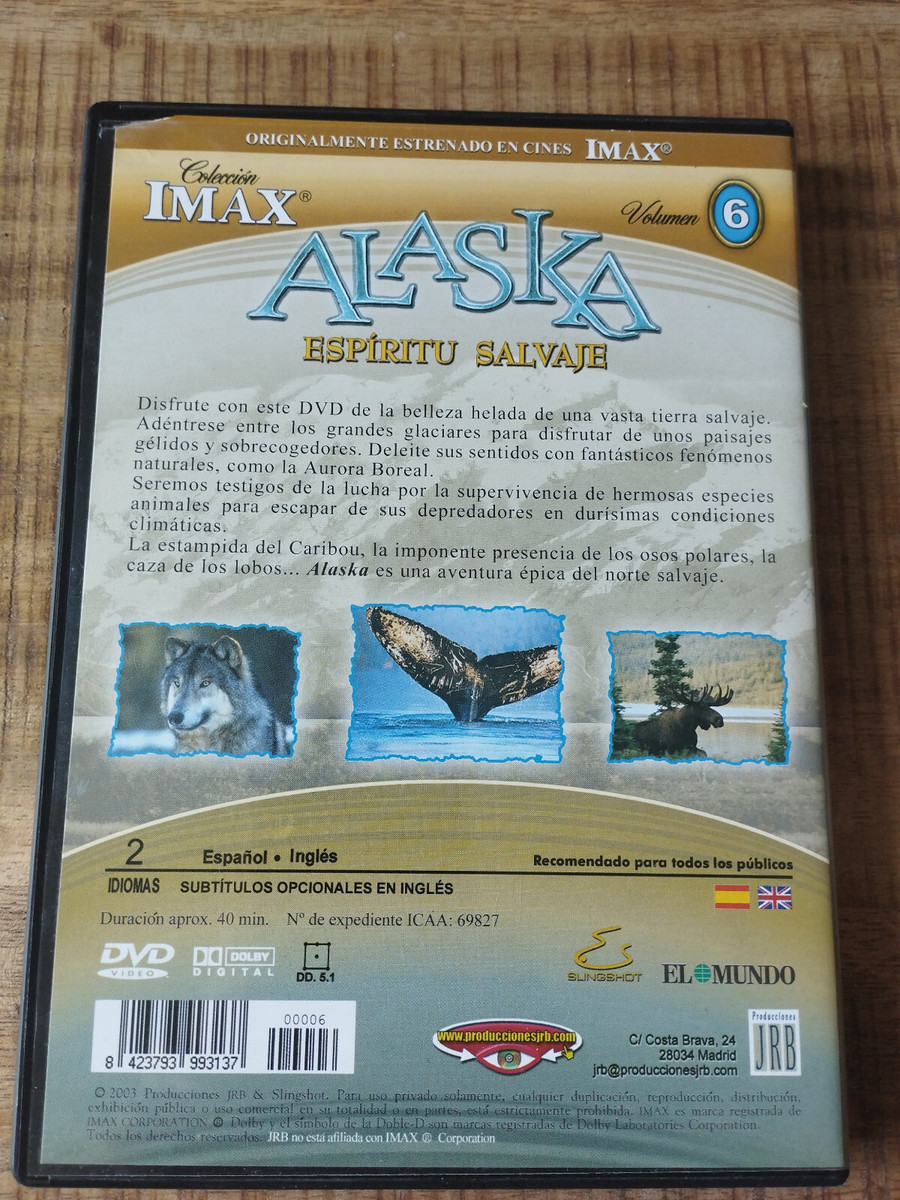 ORIGINALMENTE ESTRENADO EN CINES IMAX®
Colección
IMAX®
Volumen 6
ALASKA
ESPÍRITU SALVAJE
Disfrute con este DVD de la belleza helada de una vasta tierra salvaje.
Adéntrese entre los grandes glaciares para disfrutar de unos paisajes
gélidos y sobrecogedores. Deleite sus sentidos con fantásticos fenómenos
naturales, como la Aurora Boreal.
Seremos testigos de la lucha por la supervivencia de hermosas especies
animales para escapar de sus depredadores en durísimas condiciones
climáticas.
La estampida del Caribou, la imponente presencia de los osos polares, la
caza de los lobos... Alaska es una aventura épica del norte salvaje.
2 Español • Inglés
Recomendado para todos los públicos
IDIOMAS SUBTÍTULOS OPCIONALES EN INGLÉS
Duración aprox. 40 min. Nº de expediente ICAA: 69827
DVD
VIDEO
DOLBY
DIGITAL
DD. 5.1
SLINGSHOT
EL MUNDO
00006
8 423793 993137
www.produccionesjrb.com
C/ Costa Brava, 24
28034 Madrid
jrb@produccionesjrb.com
Producciones
JRB
© 2003 Producciones JRB & Slingshot. Para uso privado solamente, cualquier duplicación, reproducción, distribución,
exhibición pública o uso comercial en su totalidad o en partes, está estrictamente prohibida. IMAX es marca registrada de
IMAX CORPORATION ® Dolby y el símbolo de la Doble-D son marcas registradas de Dolby Laboratories Corporation.
Todos los derechos reservados. JRB no está afiliada con IMAX ® Corporation